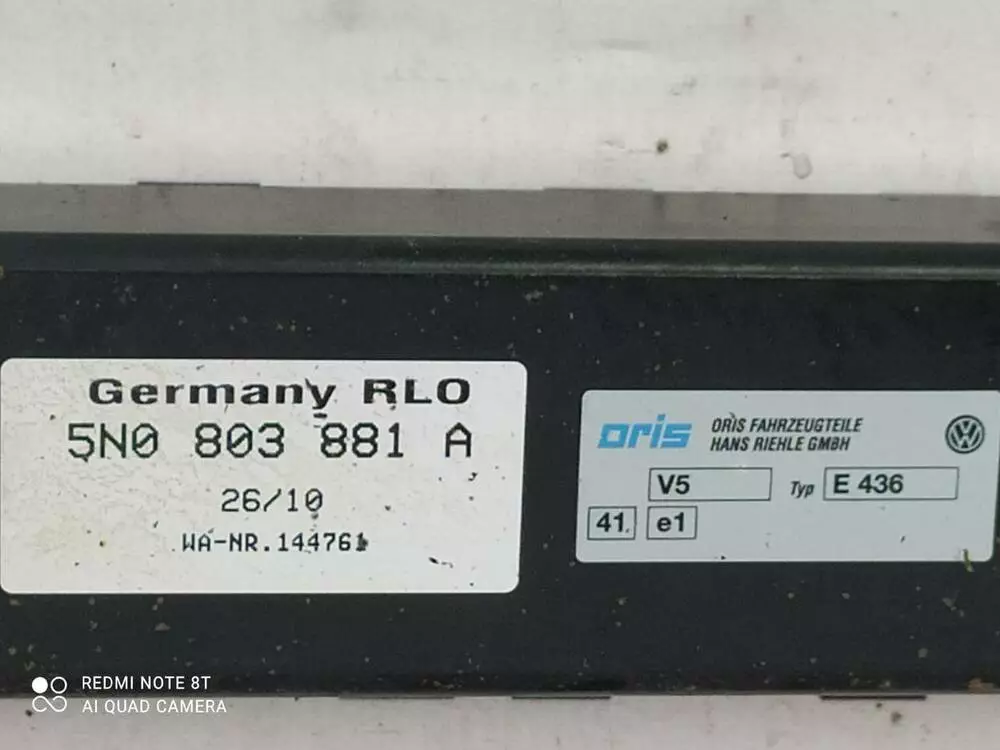 Germany RLO
5N0 803 881 A
26/10
WA-NR.144761
oris
ORIS FAHRZEUGTEILE
HANS RIEHLE GMBH
V5
Typ E 436
41. e1
REDMI NOTE 8T
AI QUAD CAMERA